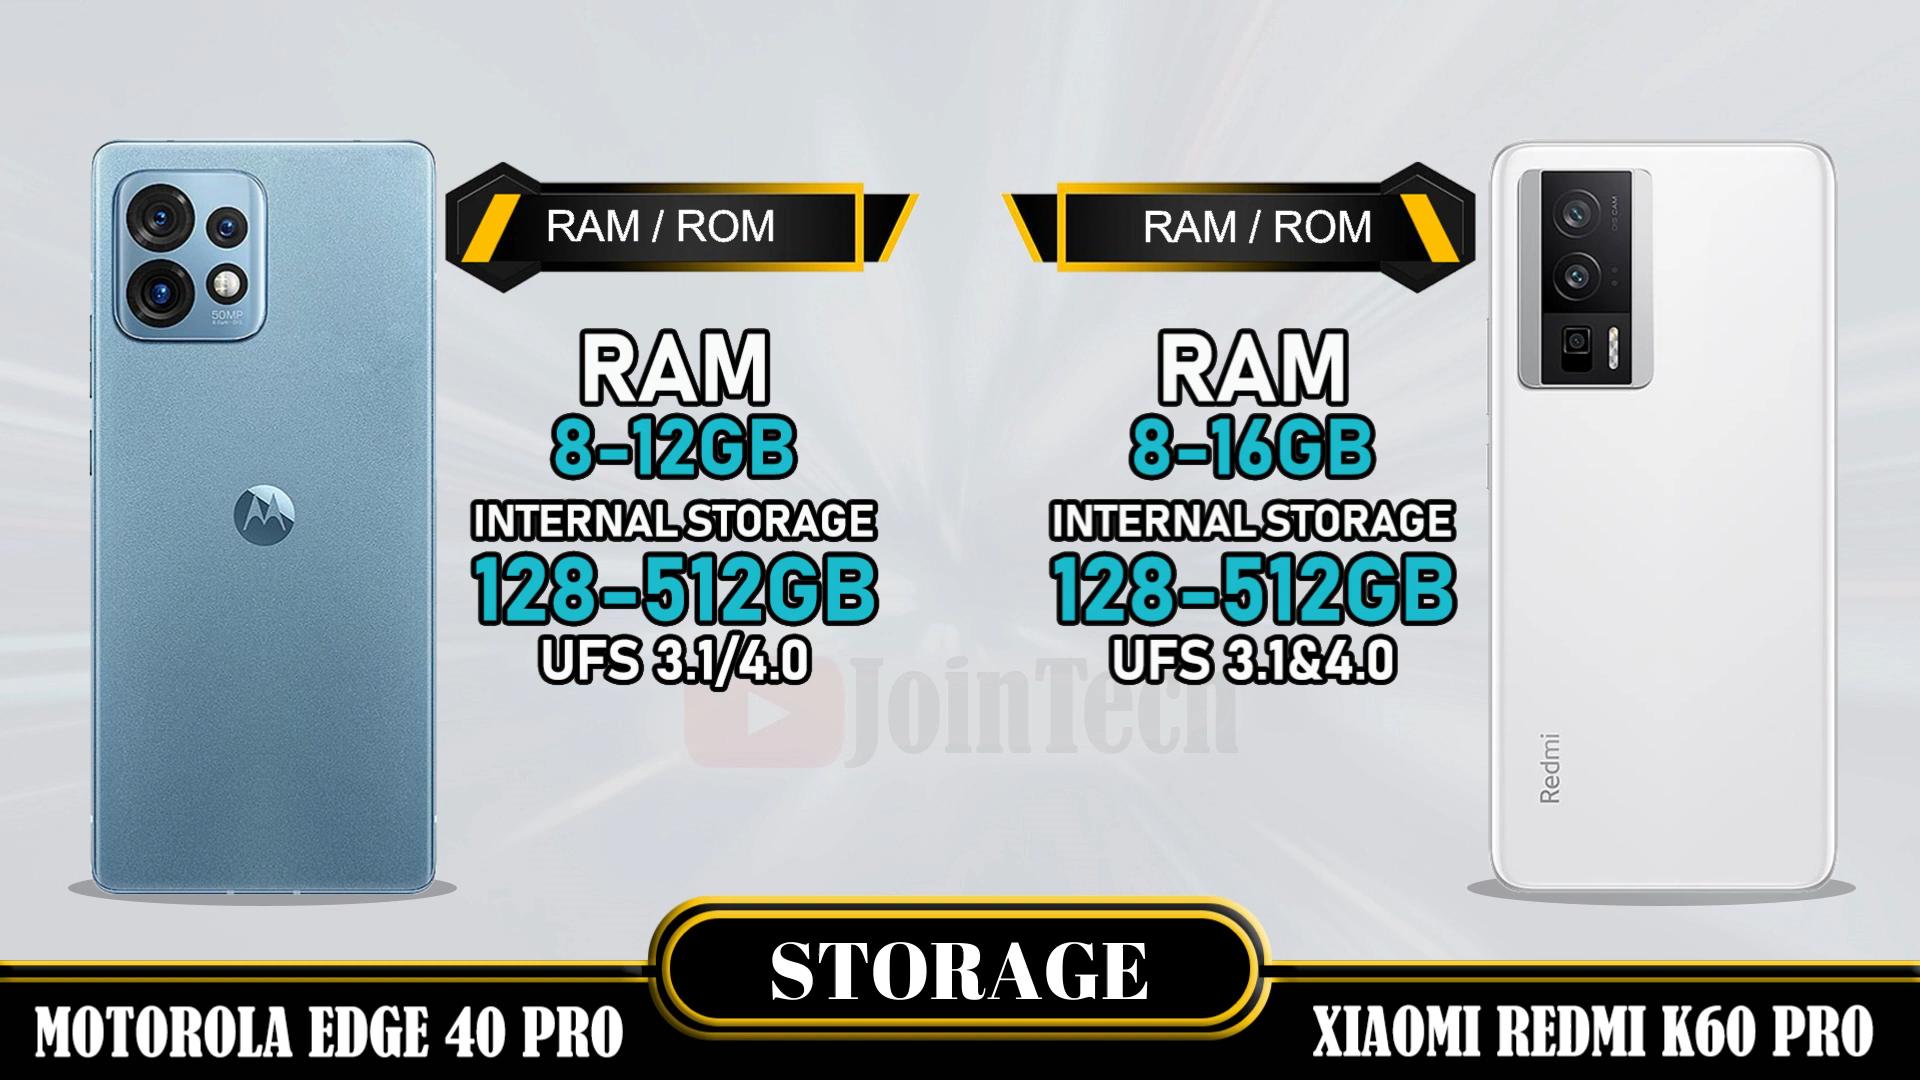 RAM / ROM
RAM
8-12GB
INTERNAL STORAGE
128-512GB
UFS 3.1/4.0
RAM / ROM
RAM
8-16GB
INTERNAL STORAGE
128-512GB
UFS 3.1&4.0
50MP
OIS CAM
Redmi
JoinTech
STORAGE
MOTOROLA EDGE 40 PRO
XIAOMI REDMI K60 PRO